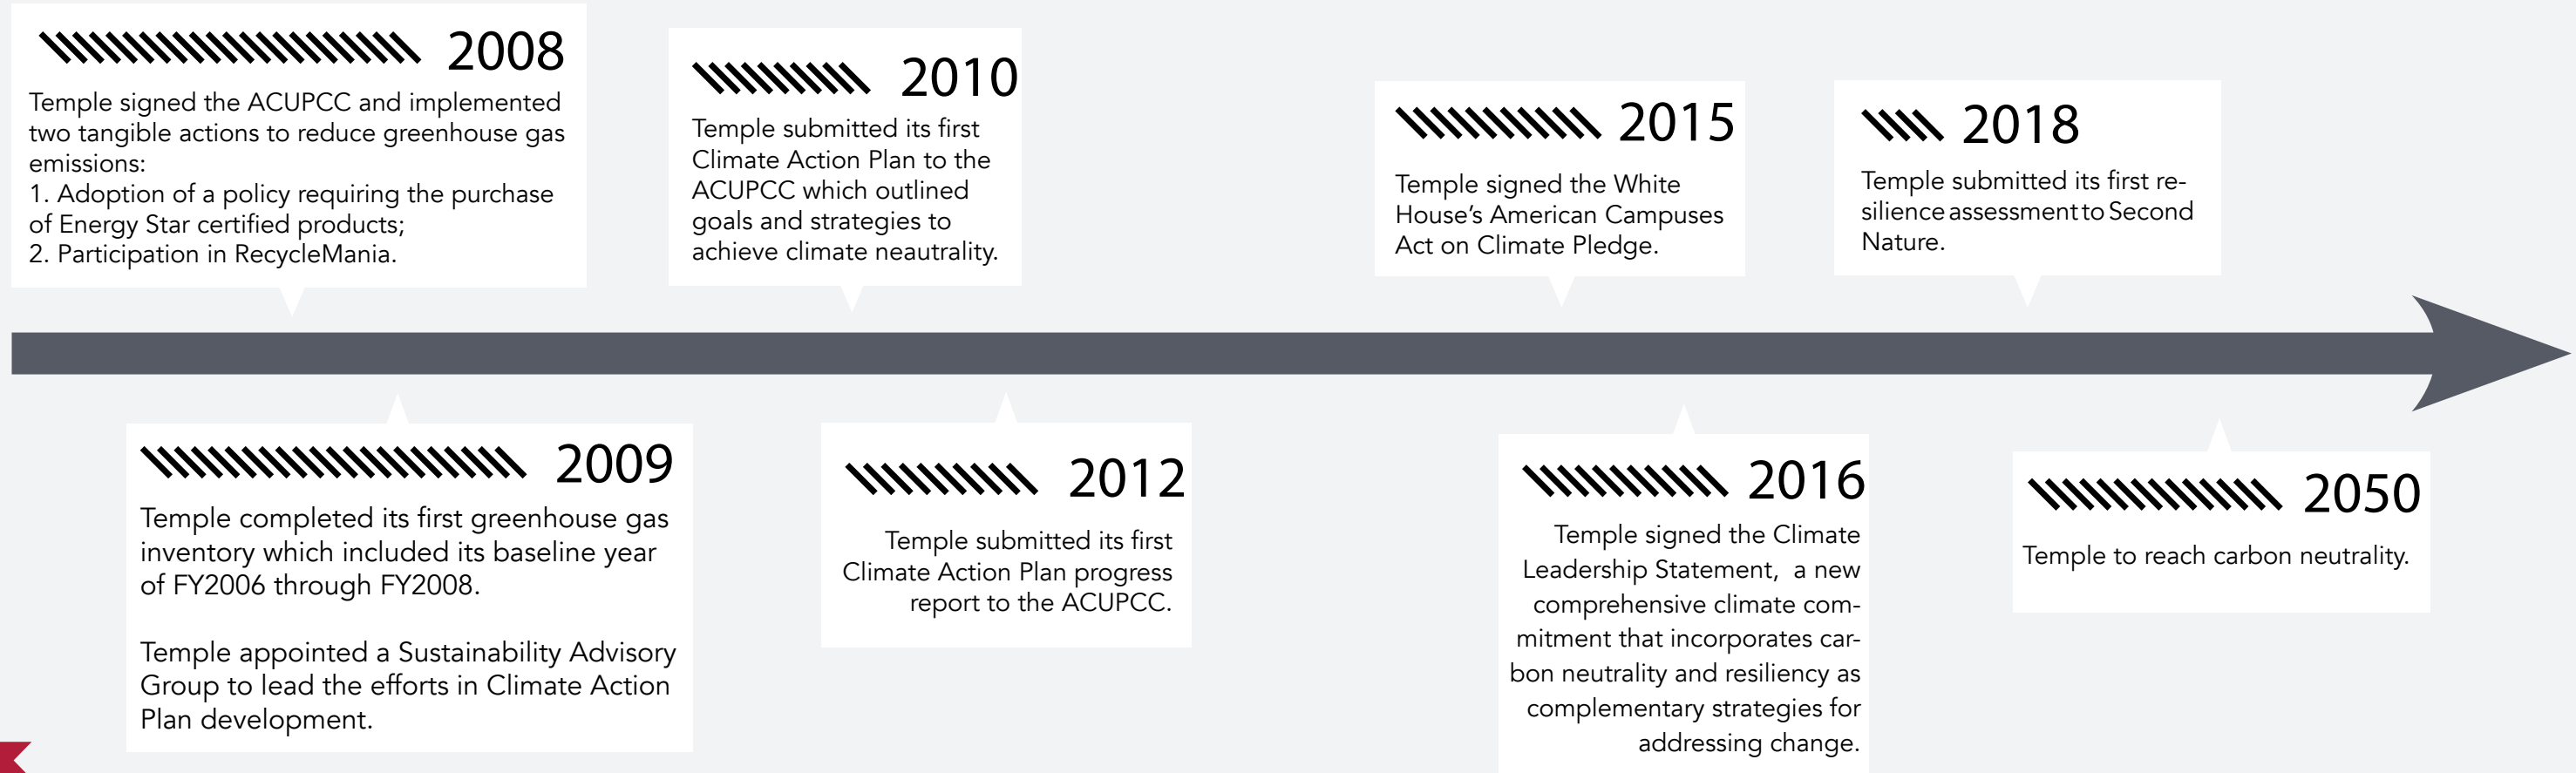 2008
Temple signed the ACUPCC and implemented
two tangible actions to reduce greenhouse gas
emissions:
1. Adoption of a policy requiring the purchase
of Energy Star certified products;
2. Participation in RecycleMania.
2009
Temple completed its first greenhouse gas
inventory which included its baseline year
of FY2006 through FY2008.
Temple appointed a Sustainability Advisory
Group to lead the efforts in Climate Action
Plan development.
2010
Temple submitted its first
Climate Action Plan to the
ACUPCC which outlined
goals and strategies to
achieve climate neautrality.
2012
Temple submitted its first
Climate Action Plan progress
report to the ACUPCC.
2015
Temple signed the White
House's American Campuses
Act on Climate Pledge.
2016
Temple signed the Climate
Leadership Statement, a new
comprehensive climate com-
mitment that incorporates car-
bon neutrality and resiliency as
complementary strategies for
addressing change.
2018
Temple submitted its first re-
silience assessment to Second
Nature.
2050
Temple to reach carbon neutrality.